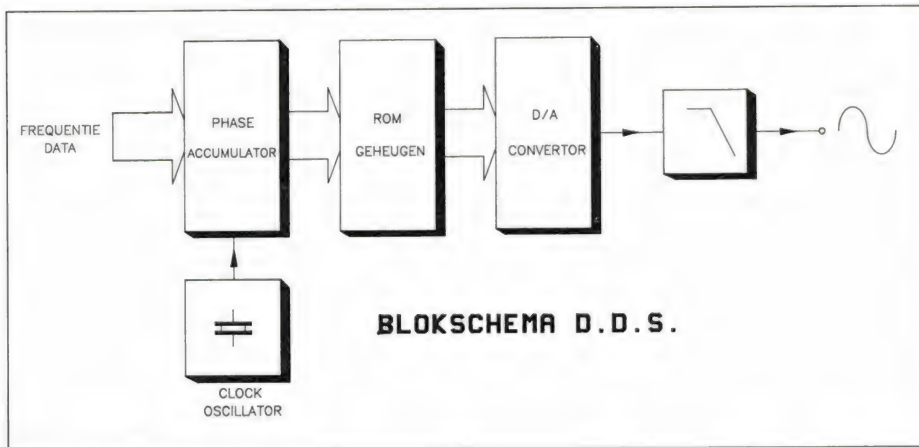 FREQUENTIE
DATA
PHASE
ACCUMULATOR
ROM
GEHEUGEN
D/A
CONVERTOR
CLOCK
OSCILLATOR
BLOKSCHEMA D.D.S.